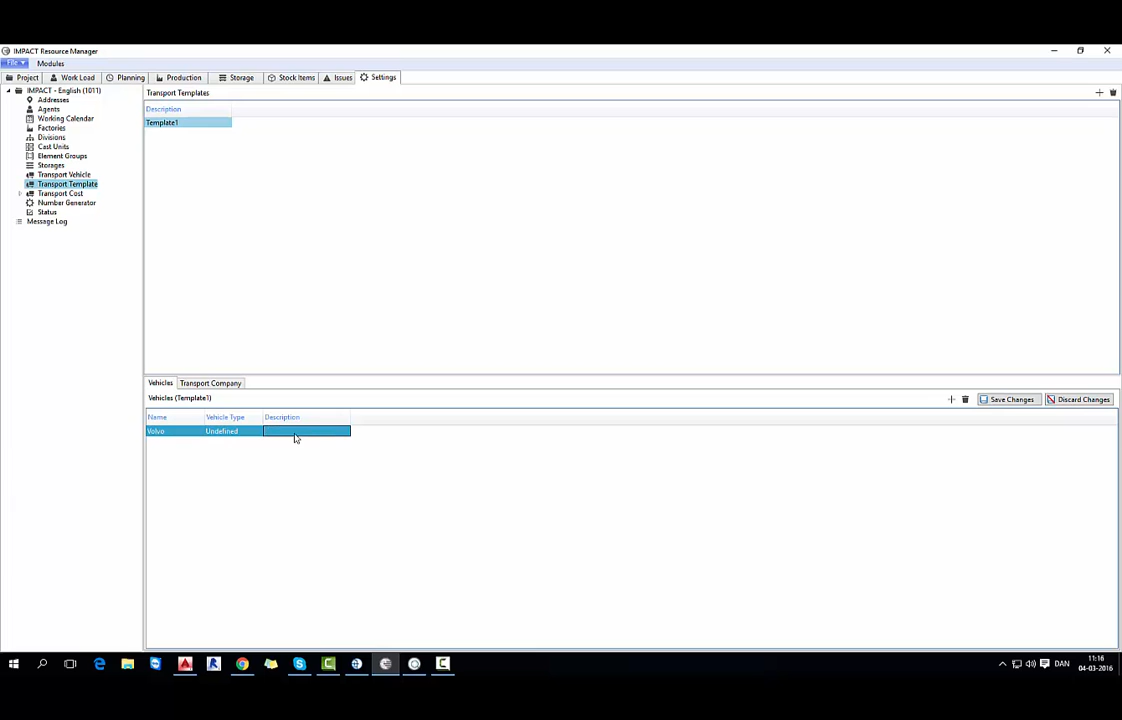 IMPACT Resource Manager
File Modules
Project Work Load Planning Production Storage Stock Items Issues Settings
IMPACT - English (1011)
Addresses
Agents
Working Calendar
Factories
Divisions
Cast Units
Element Groups
Storages
Transport Vehicle
Transport Template
Transport Cost
Number Generator
Status
Message Log
Transport Templates
Description
Template1
Vehicles Transport Company
Vehicles (Template1) Save Changes Discard Changes
Name Vehicle Type Description
Volvo Undefined
DAN
11:16
04-03-2016